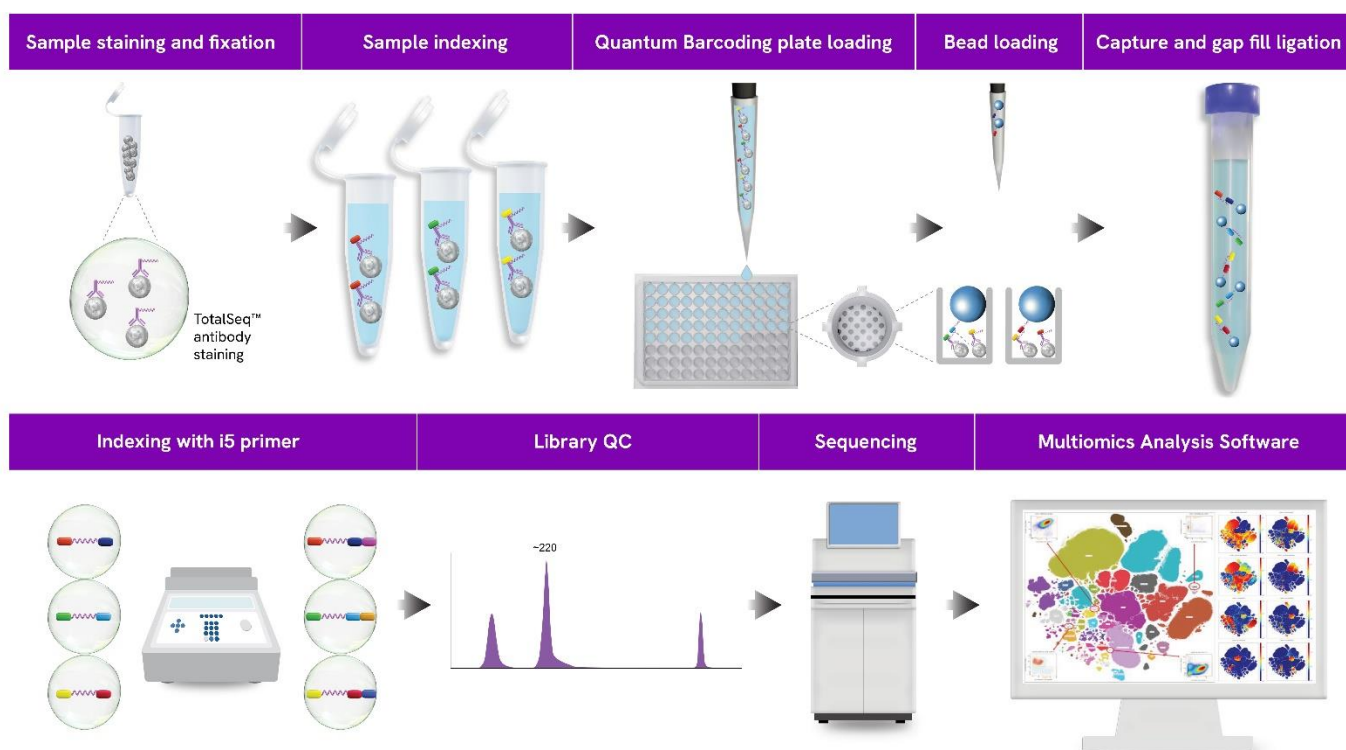 Sample staining and fixation
Sample indexing
Quantum Barcoding plate loading
Bead loading
Capture and gap fill ligation
TotalSeq™
antibody
staining
Indexing with i5 primer
Library QC
Sequencing
Multiomics Analysis Software
~220